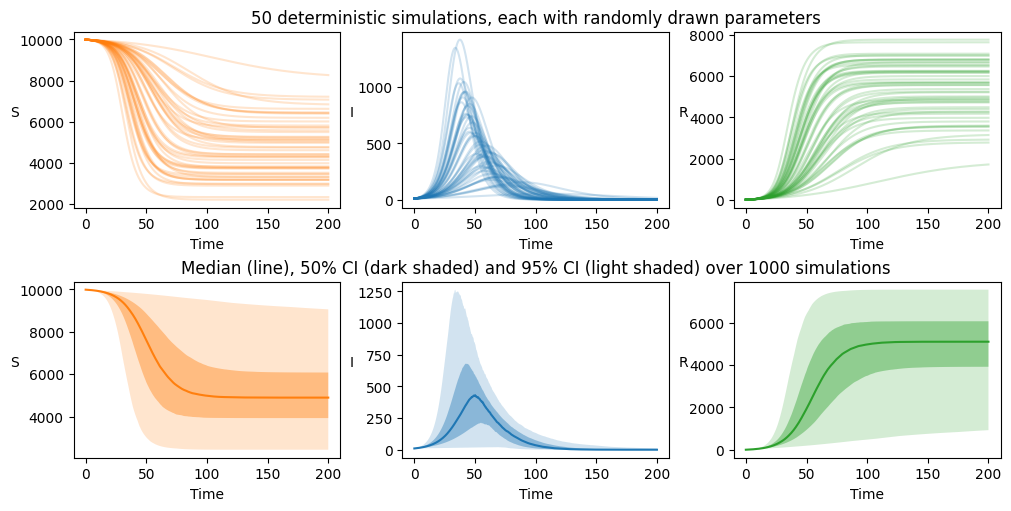 50 deterministic simulations, each with randomly drawn parameters
10000
8000
6000
4000
2000
S
0 50 100 150 200
Time
1000
500
0
I
0 50 100 150 200
Time
8000
6000
4000
2000
0
R
0 50 100 150 200
Time
Median (line), 50% CI (dark shaded) and 95% CI (light shaded) over 1000 simulations
10000
8000
6000
4000
S
0 50 100 150 200
Time
1250
1000
750
500
250
0
I
0 50 100 150 200
Time
6000
4000
2000
0
R
0 50 100 150 200
Time